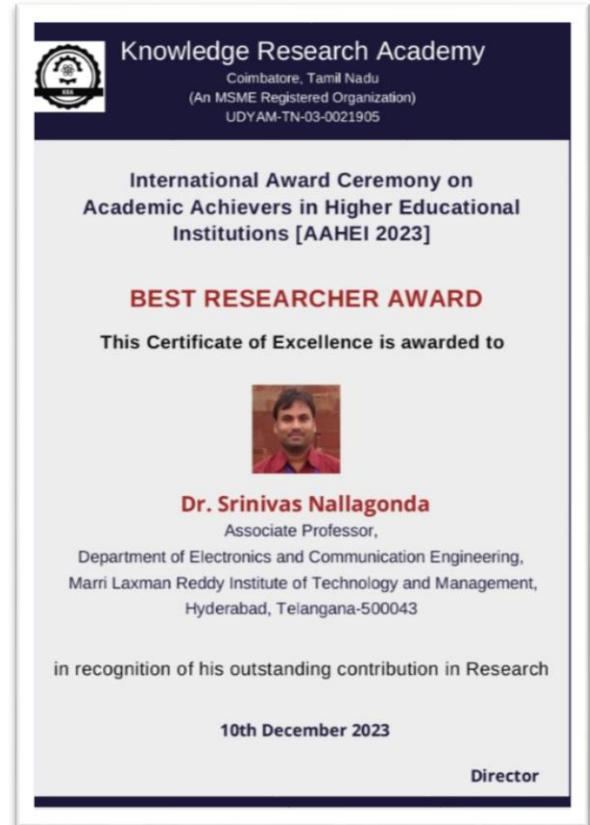 Knowledge Research Academy
Coimbatore, Tamil Nadu
(An MSME Registered Organization)
UDYAM-TN-03-0021905
KRA
International Award Ceremony on
Academic Achievers in Higher Educational
Institutions [AAHEI 2023]
BEST RESEARCHER AWARD
This Certificate of Excellence is awarded to
Dr. Srinivas Nallagonda
Associate Professor,
Department of Electronics and Communication Engineering,
Marri Laxman Reddy Institute of Technology and Management,
Hyderabad, Telangana-500043
in recognition of his outstanding contribution in Research
10th December 2023
Director